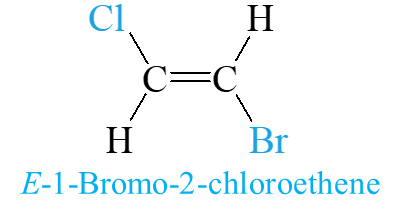 Cl H
C=C
H Br
E-1-Bromo-2-chloroethene